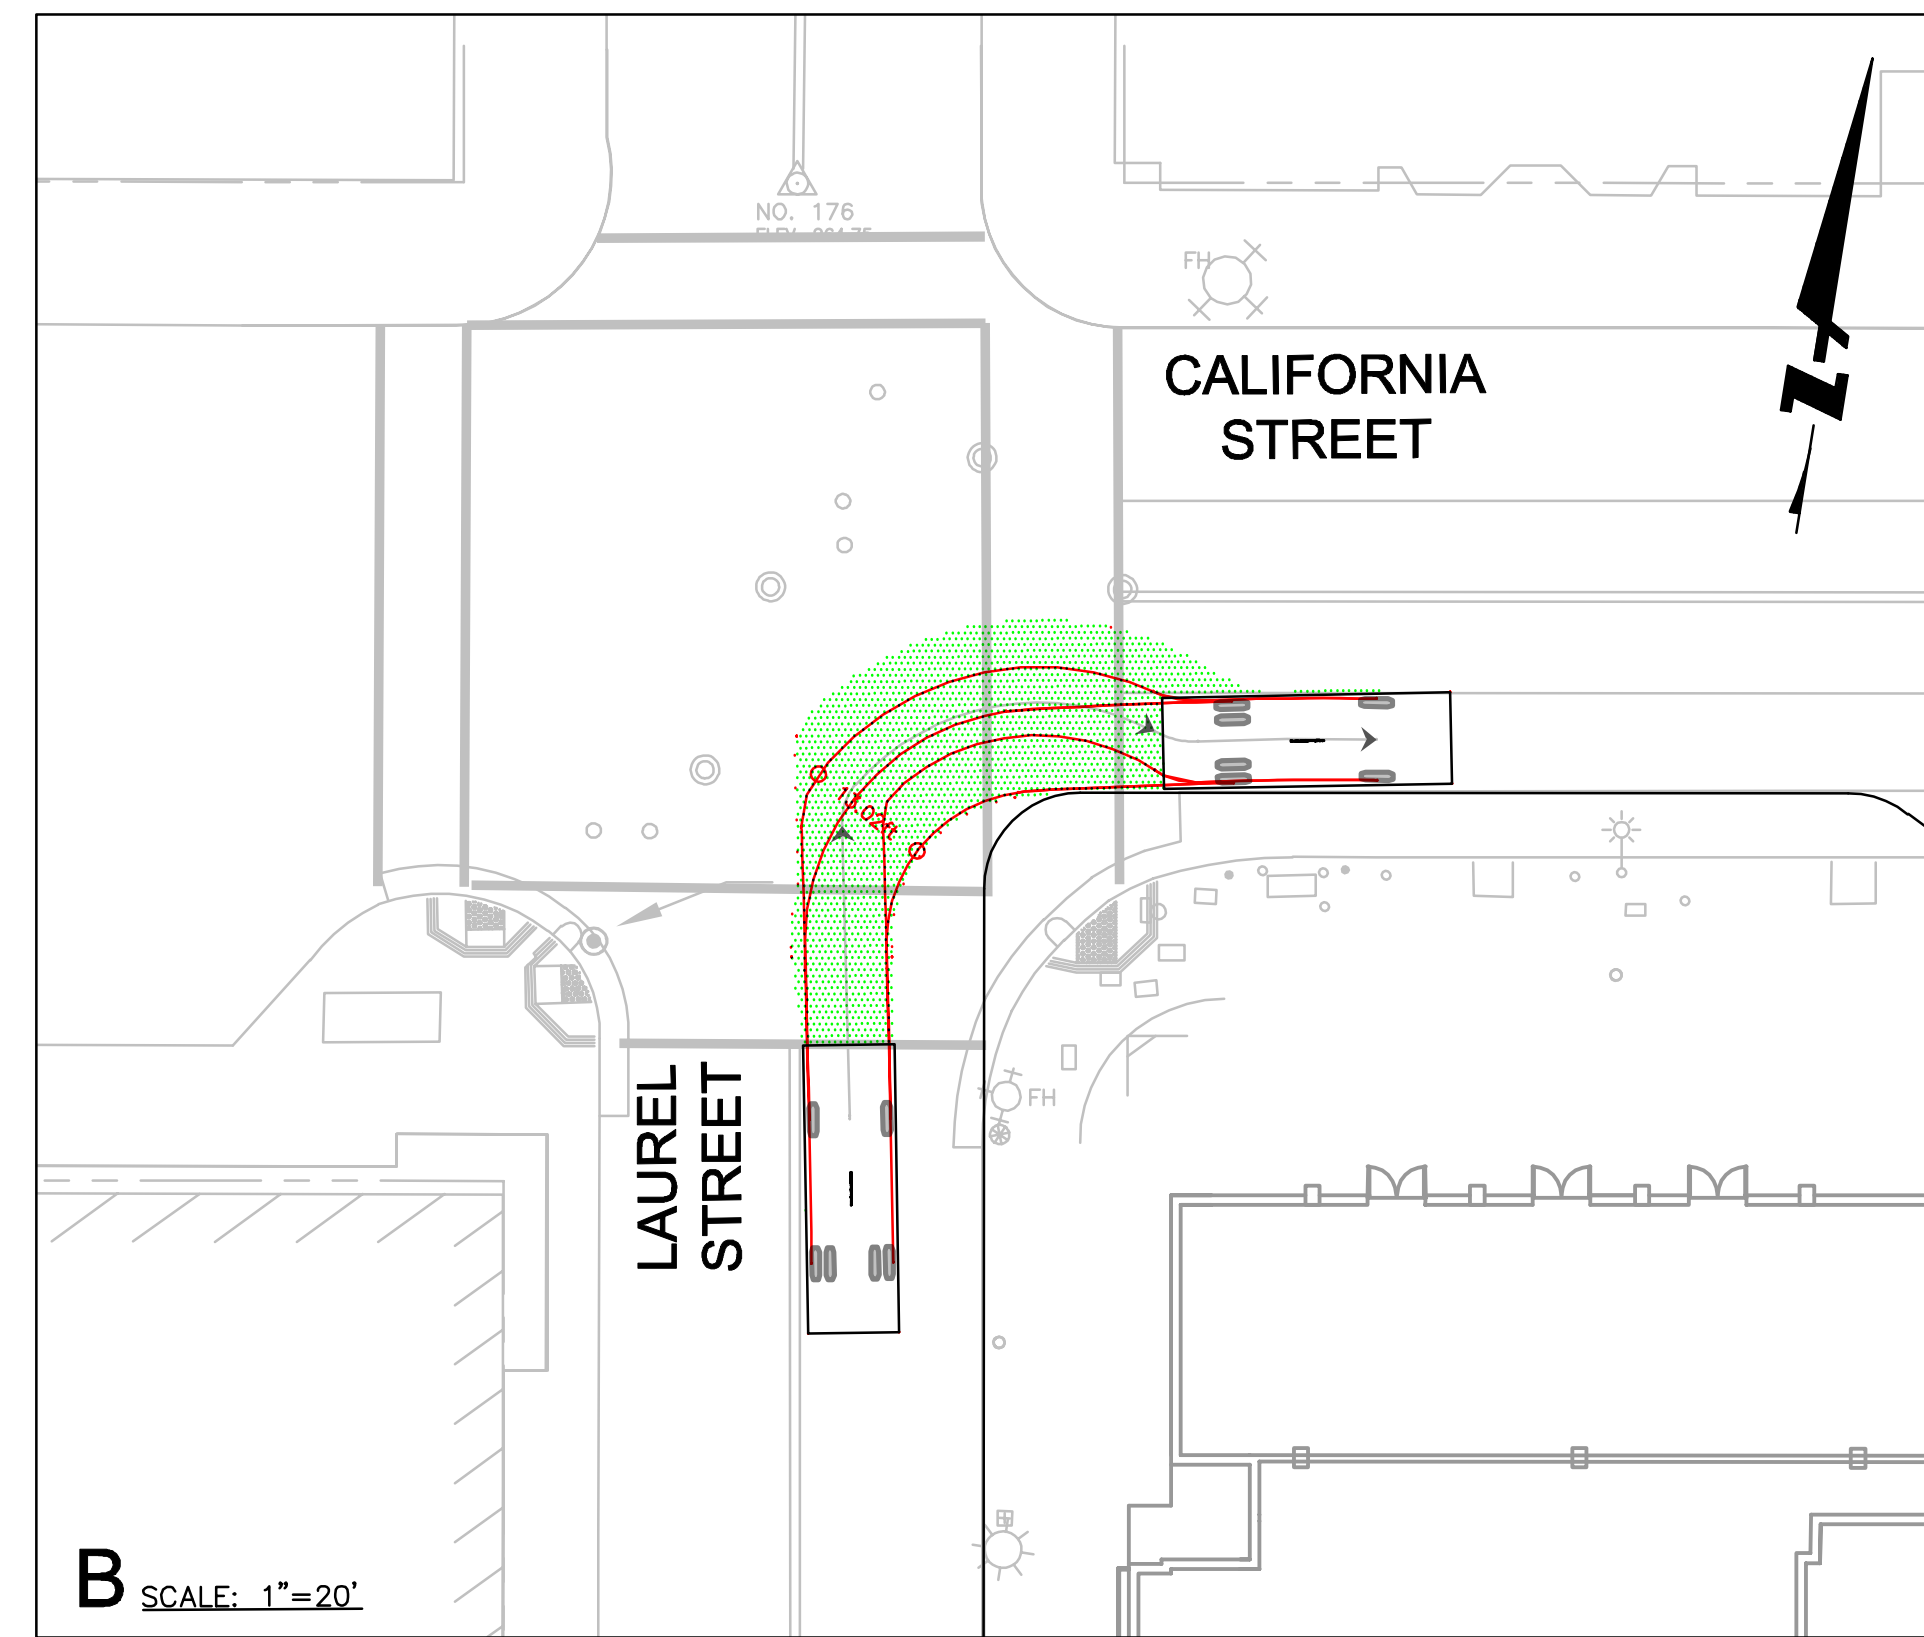 NO. 176
FH
CALIFORNIA
STREET
Z
LAUREL
STREET
FH
B SCALE: 1"=20'